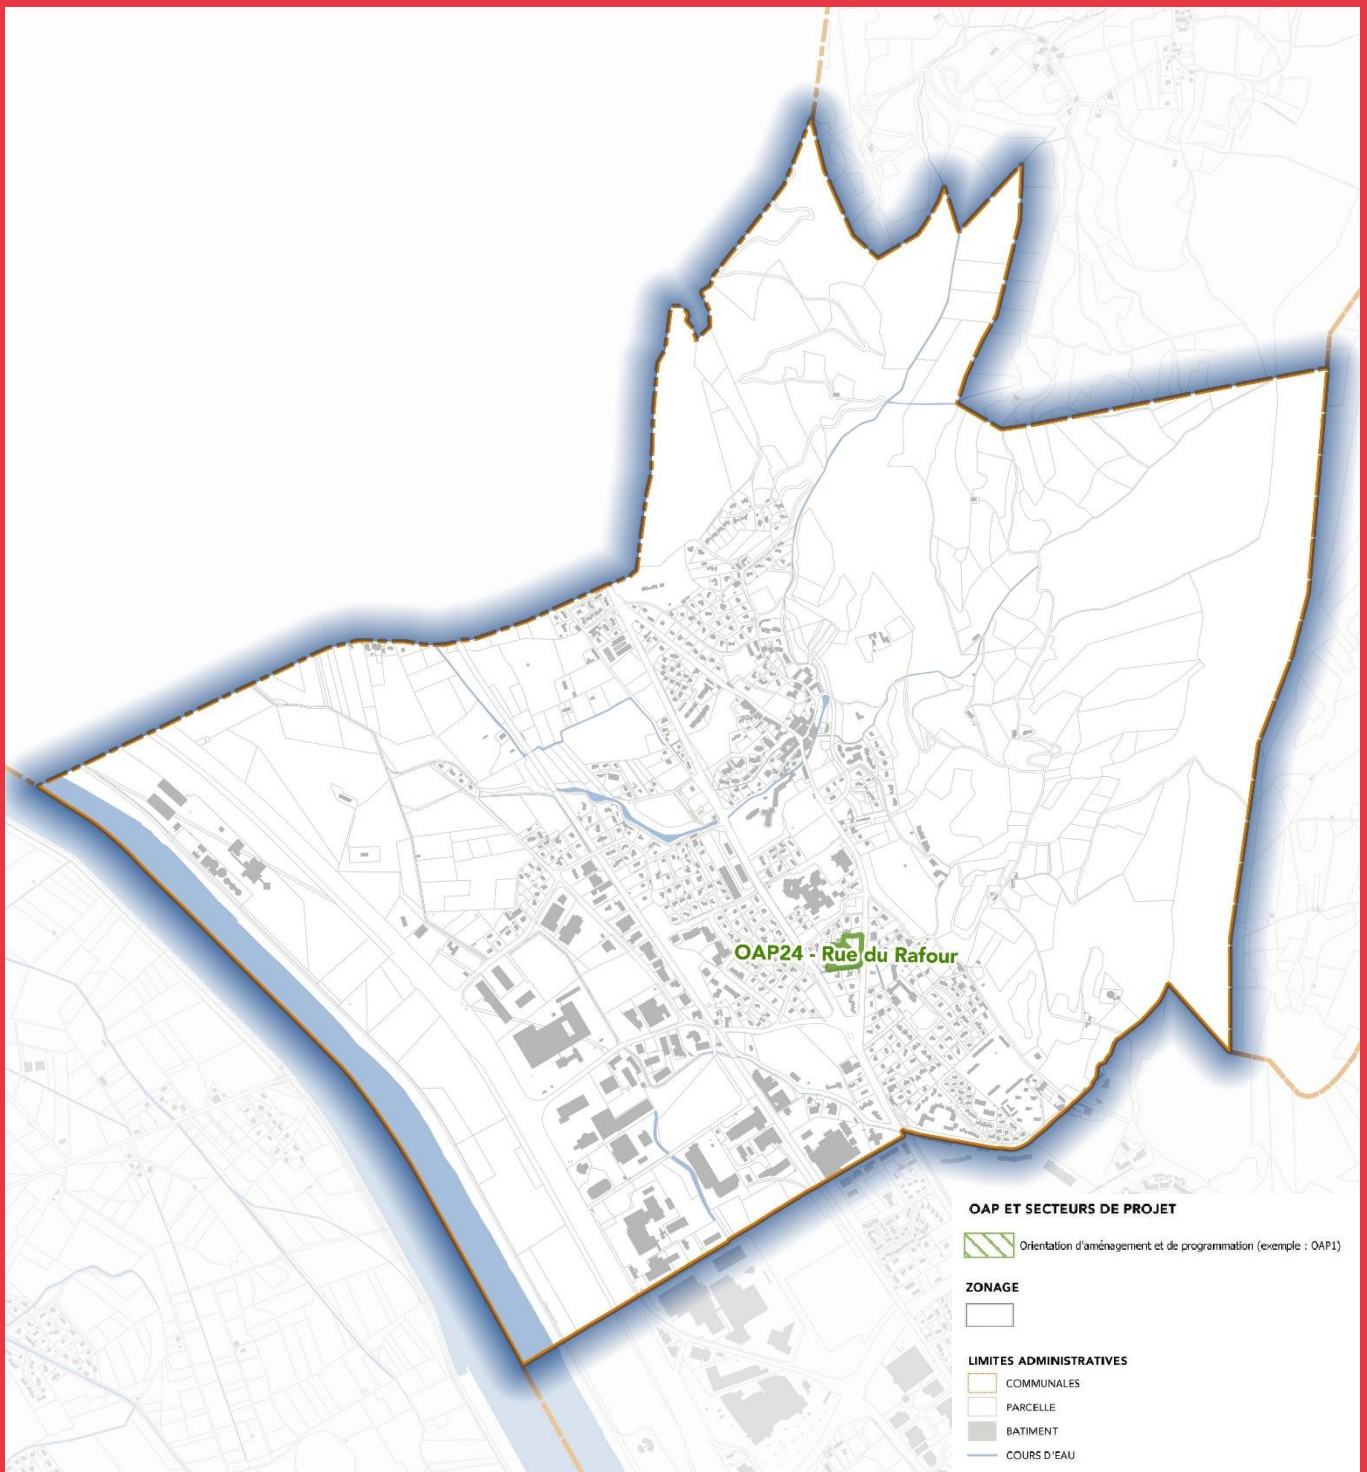 OAP24 - Rue du Rafour
OAP ET SECTEURS DE PROJET
Orientation d'aménagement et de programmation (exemple : OAP1)
ZONAGE
LIMITES ADMINISTRATIVES
COMMUNALES
PARCELLE
BATIMENT
COURS D'EAU